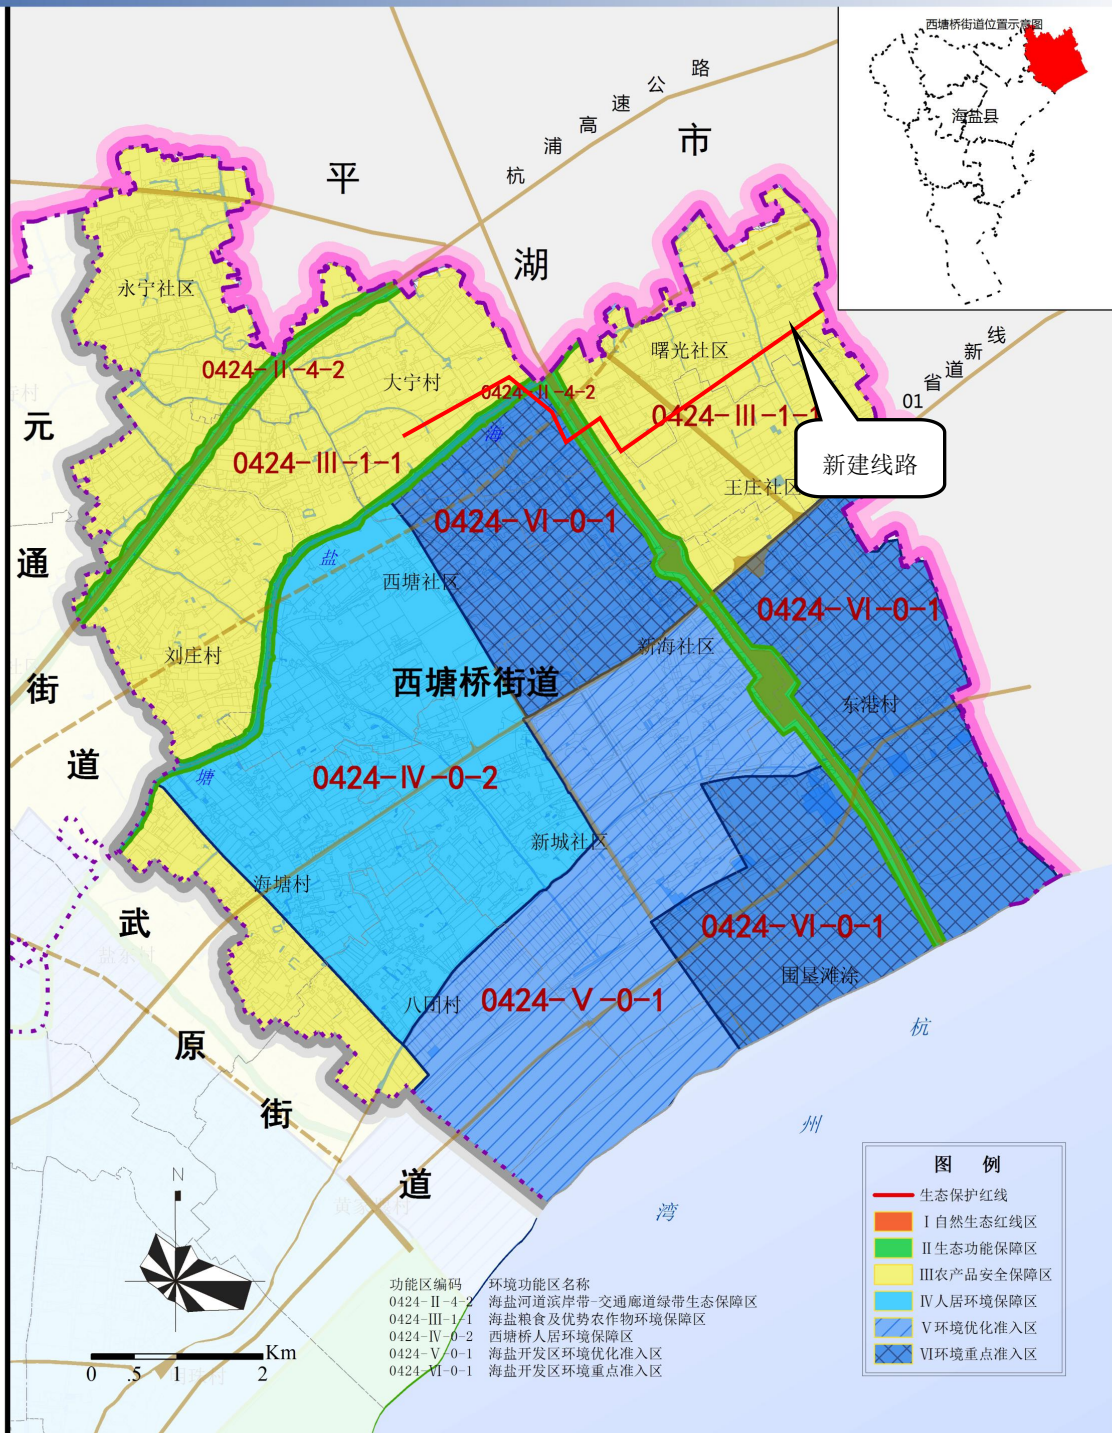 西塘桥街道位置示意图
海盐县
杭浦高速公路
平湖市
永宁社区
0424-Ⅱ-4-2
大宁村
0424-Ⅱ-4-2
曙光社区
01省道新线
0424-Ⅲ-1-1
新建线路
元通街道
海盐塘
0424-Ⅲ-1-1
王庄社区
0424-Ⅵ-0-1
西塘社区
0424-Ⅵ-0-1
刘庄村
新海社区
西塘桥街道
东港村
0424-Ⅳ-0-2
新城社区
海塘村
武原街道
0424-Ⅵ-0-1
围垦滩涂
八团村
0424-Ⅴ-0-1
杭州湾
N
Km
0 .5 1 2
功能区编码 环境功能区名称
0424-Ⅱ-4-2 海盐河道滨岸带-交通廊道绿带生态保障区
0424-Ⅲ-1-1 海盐粮食及优势农作物环境保障区
0424-Ⅳ-0-2 西塘桥人居环境保障区
0424-Ⅴ-0-1 海盐开发区环境优化准入区
0424-Ⅵ-0-1 海盐开发区环境重点准入区
图 例
生态保护红线
Ⅰ自然生态红线区
Ⅱ生态功能保障区
Ⅲ农产品安全保障区
Ⅳ人居环境保障区
Ⅴ环境优化准入区
Ⅵ环境重点准入区